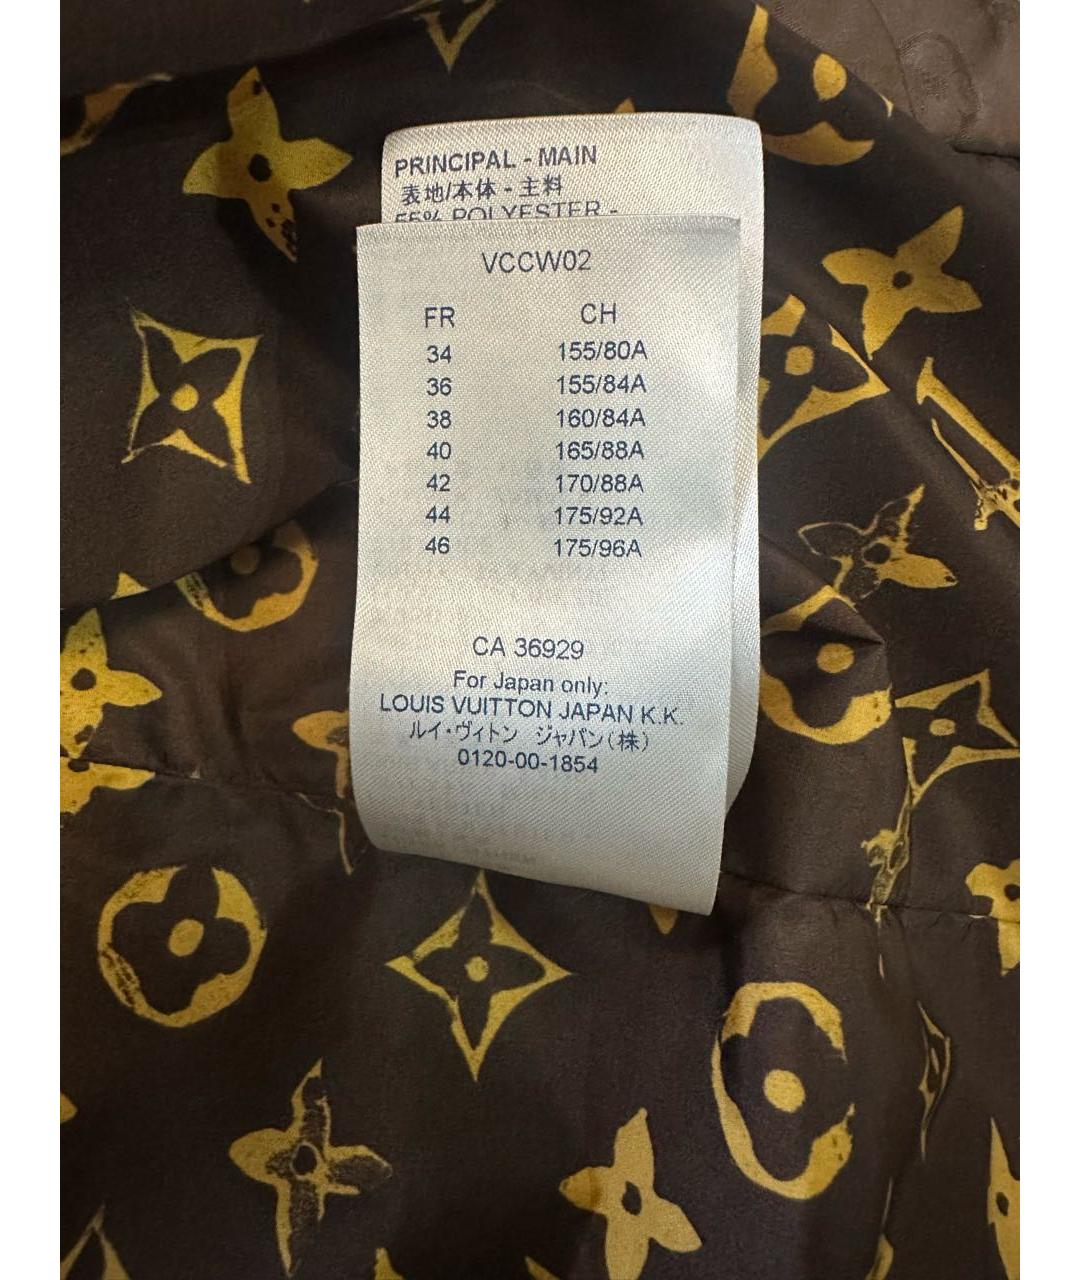 PRINCIPAL - MAIN
表地/本体 - 主料
55% POLYESTER -
VCCW02
FR CH
34 155/80A
36 155/84A
38 160/84A
40 165/88A
42 170/88A
44 175/92A
46 175/96A
CA 36929
For Japan only:
LOUIS VUITTON JAPAN K.K.
ルイ・ヴィトン ジャパン(株)
0120-00-1854